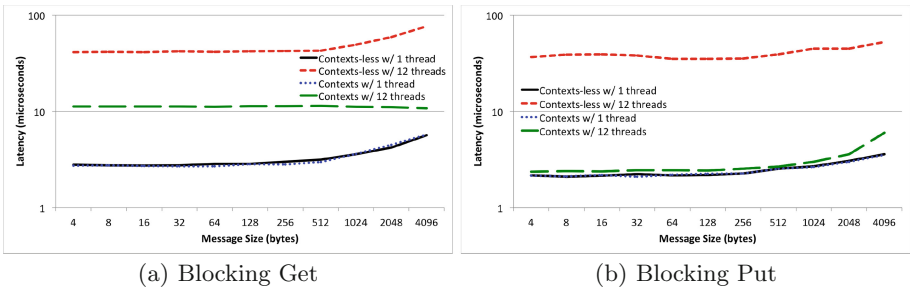 100
10
1
Latency (microseconds)
Contexts-less w/ 1 thread
Contexts-less w/ 12 threads
Contexts w/ 1 thread
Contexts w/ 12 threads
4 8 16 32 64 128 256 512 1024 2048 4096
Message Size (bytes)
(a) Blocking Get
100
10
1
Latency (microseconds)
Contexts-less w/ 1 thread
Contexts-less w/ 12 threads
Contexts w/ 1 thread
Contexts w/ 12 threads
4 8 16 32 64 128 256 512 1024 2048 4096
Message Size (bytes)
(b) Blocking Put